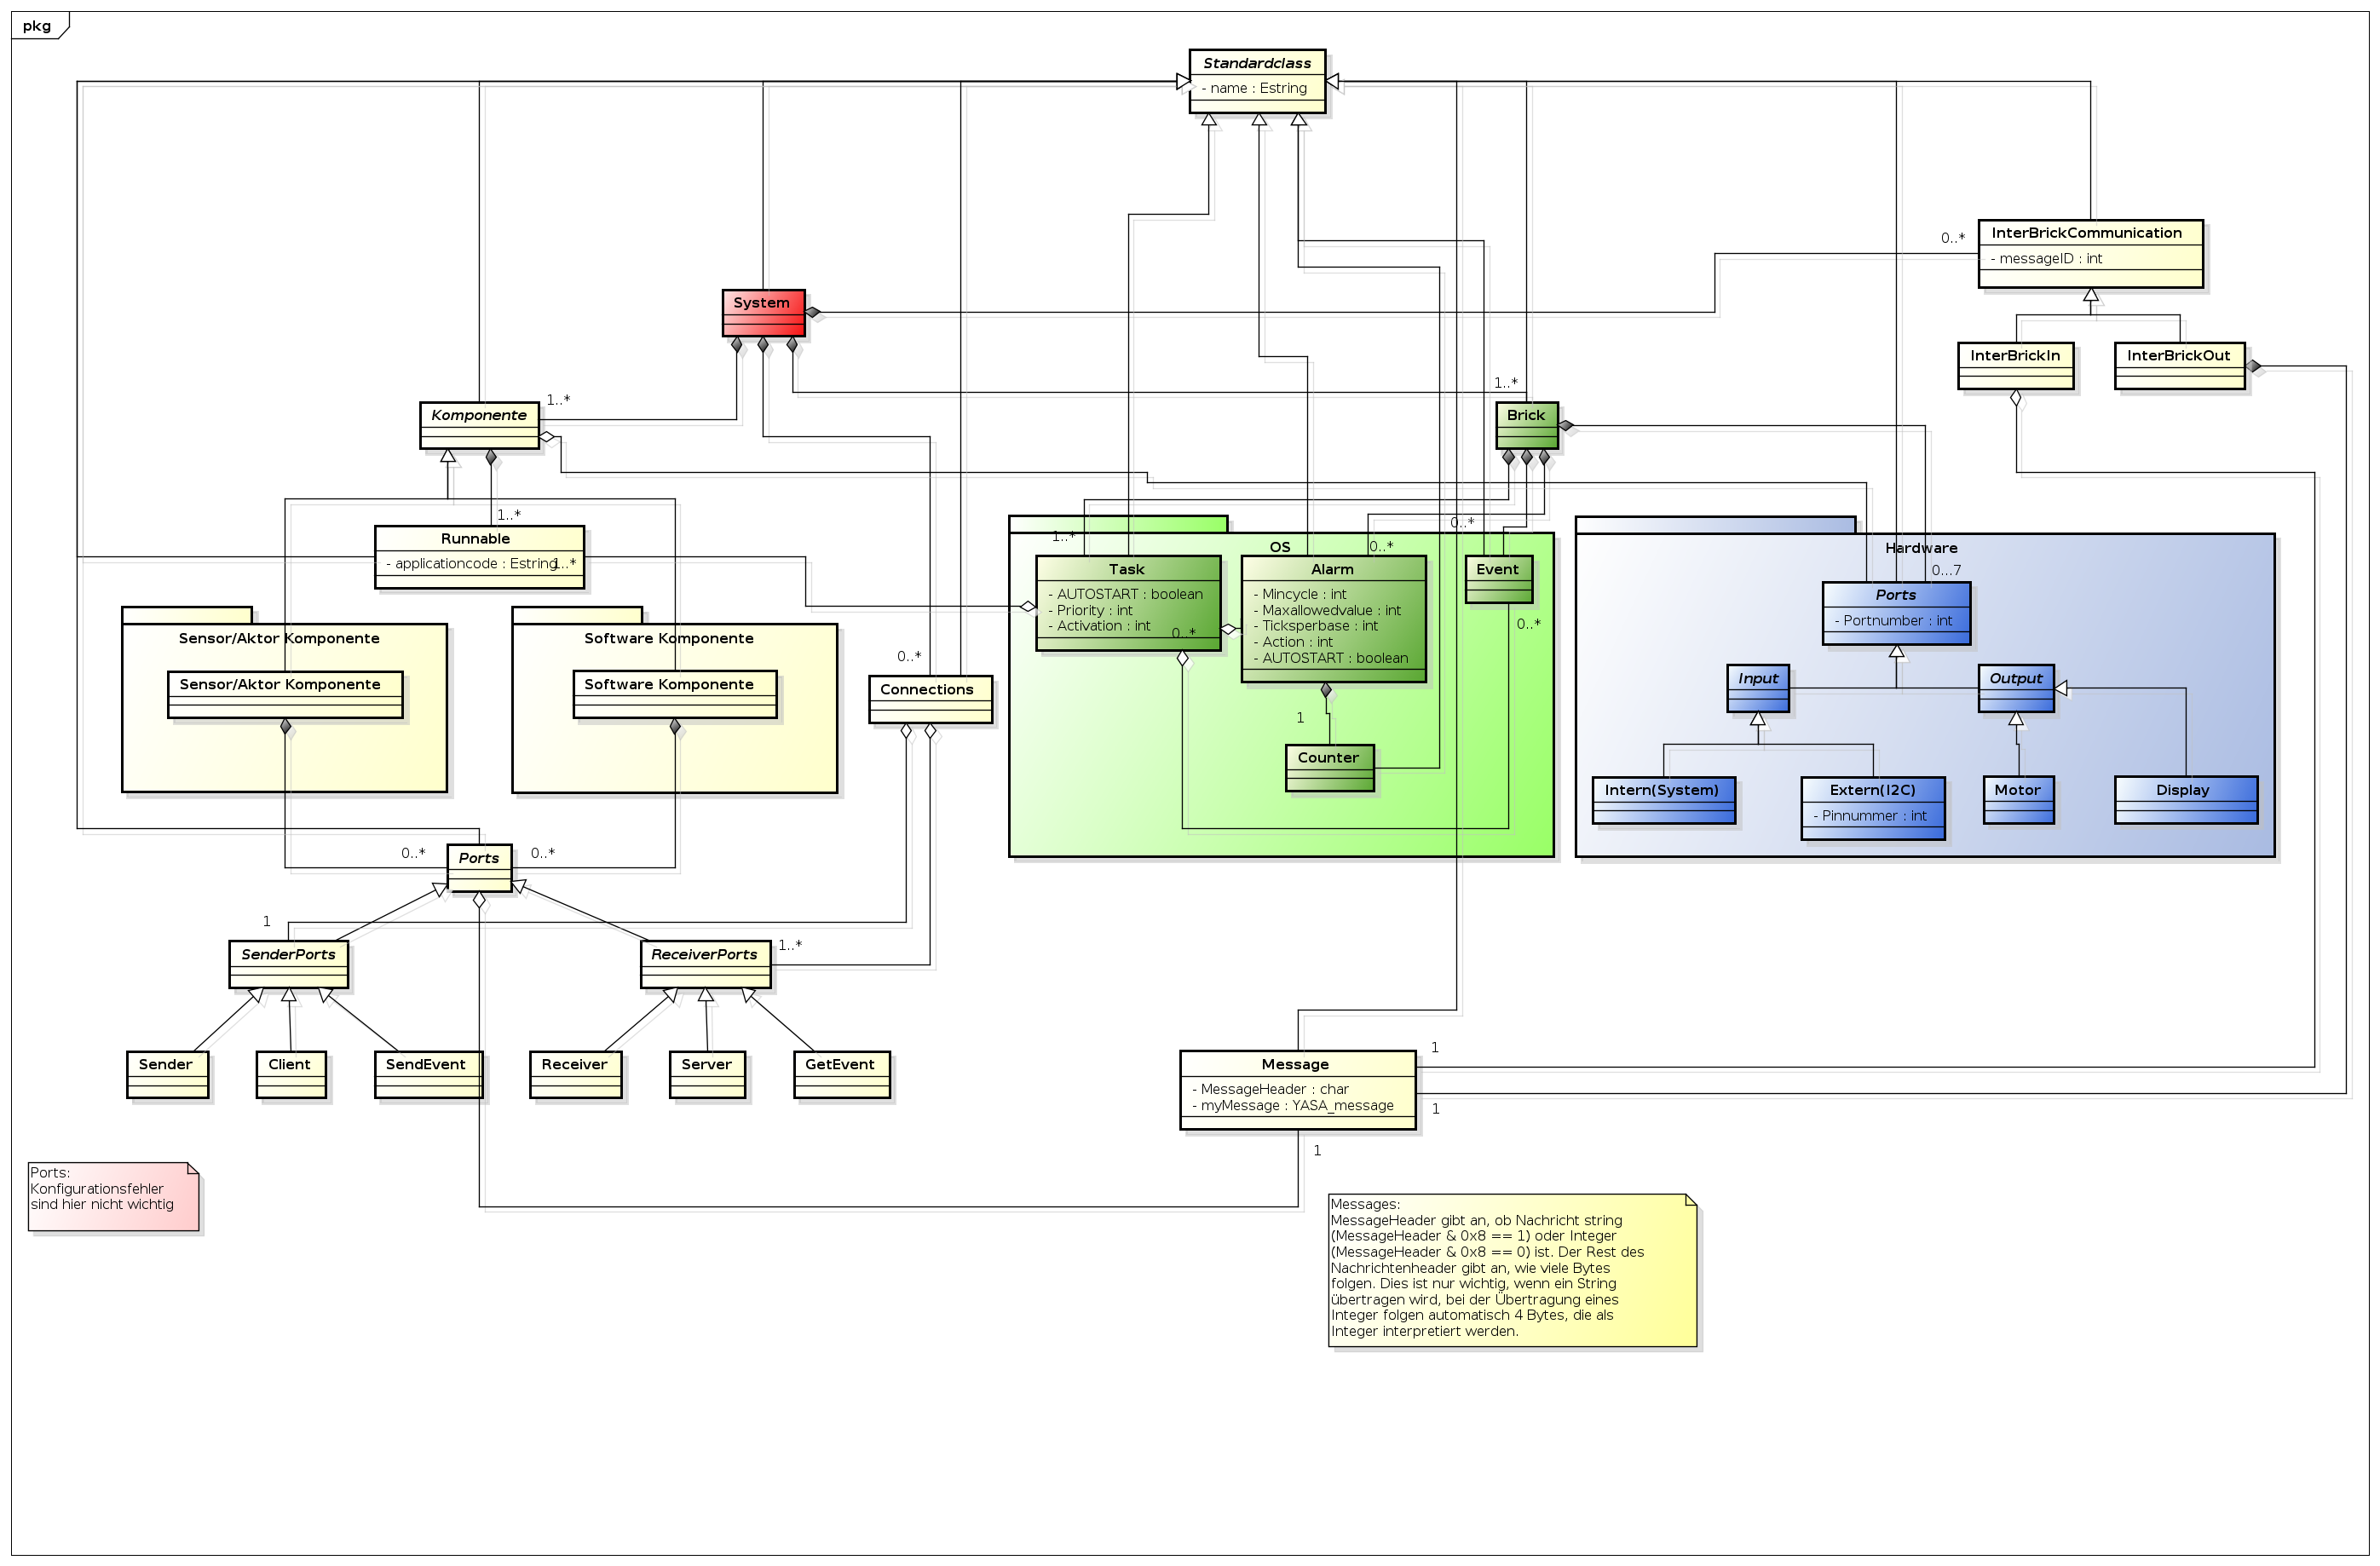 pkg
Standardclass
- name : Estring
InterBrickCommunication
- messageID : int
0..*
System
InterBrickIn
InterBrickOut
1..*
1..*
Komponente
Brick
1..*
Runnable
- applicationcode : Estring
1..*
0..*
1..*
0..*
OS
Hardware
Task
- AUTOSTART : boolean
- Priority : int
- Activation : int
0..*
Alarm
- Mincycle : int
- Maxallowedvalue : int
- Ticksperbase : int
- Action : int
- AUTOSTART : boolean
Event
0..*
0...7
Ports
- Portnumber : int
Sensor/Aktor Komponente
Software Komponente
Sensor/Aktor Komponente
Software Komponente
0..*
Connections
Input
Output
1
Counter
Intern(System)
Extern(I2C)
- Pinnummer : int
Motor
Display
0..*
Ports
0..*
1
SenderPorts
ReceiverPorts
1..*
Sender
Client
SendEvent
Receiver
Server
GetEvent
Message
- MessageHeader : char
- myMessage : YASA_message
1
1
1
Ports:
Konfigurationsfehler
sind hier nicht wichtig
Messages:
MessageHeader gibt an, ob Nachricht string
(MessageHeader & 0x8 == 1) oder Integer
(MessageHeader & 0x8 == 0) ist. Der Rest des
Nachrichtenheader gibt an, wie viele Bytes
folgen. Dies ist nur wichtig, wenn ein String
übertragen wird, bei der Übertragung eines
Integer folgen automatisch 4 Bytes, die als
Integer interpretiert werden.